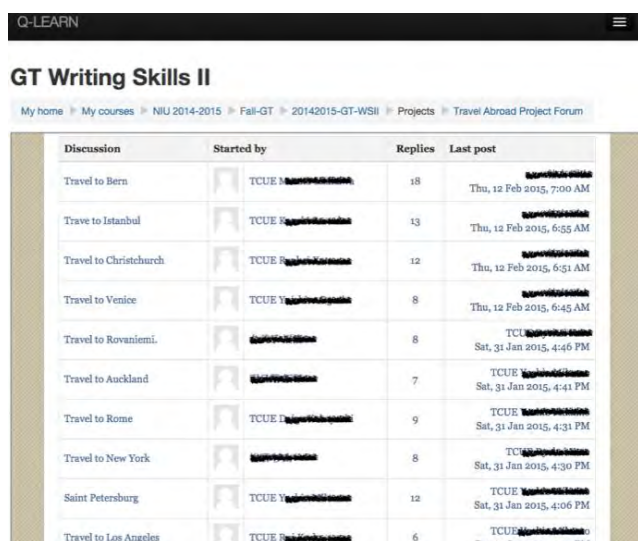 Q-LEARN
GT Writing Skills II
My home My courses NIU 2014-2015 Fall-GT 20142015-GT-WSII Projects Travel Abroad Project Forum
Discussion Started by Replies Last post
Travel to Bern TCUE 18
Thu, 12 Feb 2015, 7:00 AM
Trave to Istanbul TCUE 13
Thu, 12 Feb 2015, 6:55 AM
Travel to Christchurch TCUE 12
Thu, 12 Feb 2015, 6:51 AM
Travel to Venice TCUE 8
Thu, 12 Feb 2015, 6:45 AM
Travel to Rovaniemi. 8 TCU
Sat, 31 Jan 2015, 4:46 PM
Travel to Auckland 7 TCUE
Sat, 31 Jan 2015, 4:41 PM
Travel to Rome TCUE 9 TCUE
Sat, 31 Jan 2015, 4:31 PM
Travel to New York 8 TCU
Sat, 31 Jan 2015, 4:30 PM
Saint Petersburg TCUE 12 TCUE
Sat, 31 Jan 2015, 4:06 PM
Travel to Los Angeles TCUE 6 TCUE